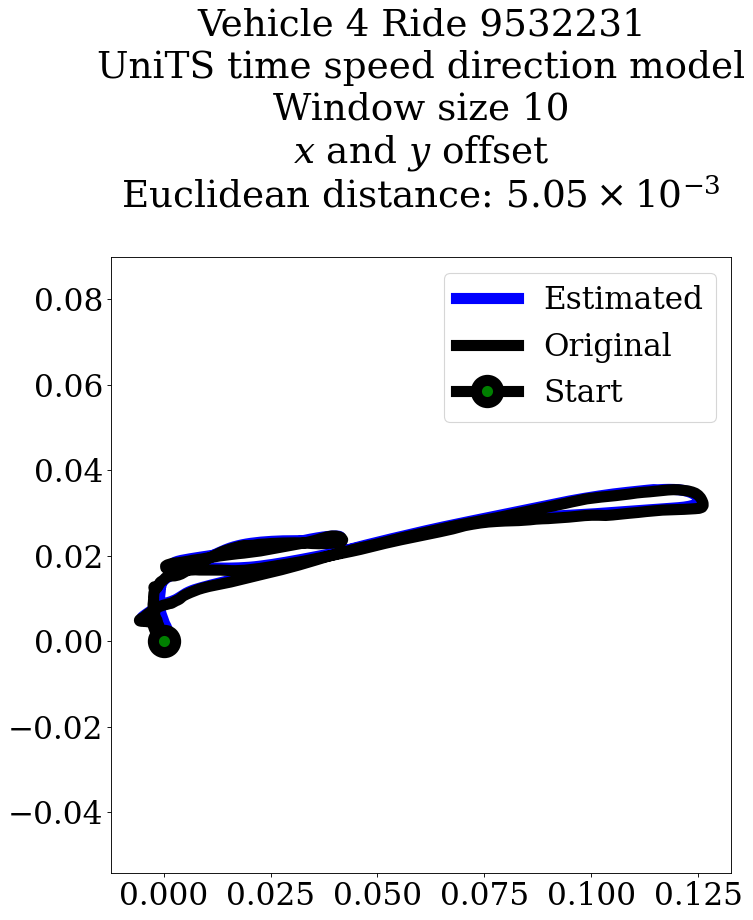 Vehicle 4 Ride 9532231
UniTS time speed direction model
Window size 10
x and y offset
Euclidean distance: 5.05 × 10⁻³
Estimated
Original
Start
0.08
0.06
0.04
0.02
0.00
−0.02
−0.04
0.000 0.025 0.050 0.075 0.100 0.125